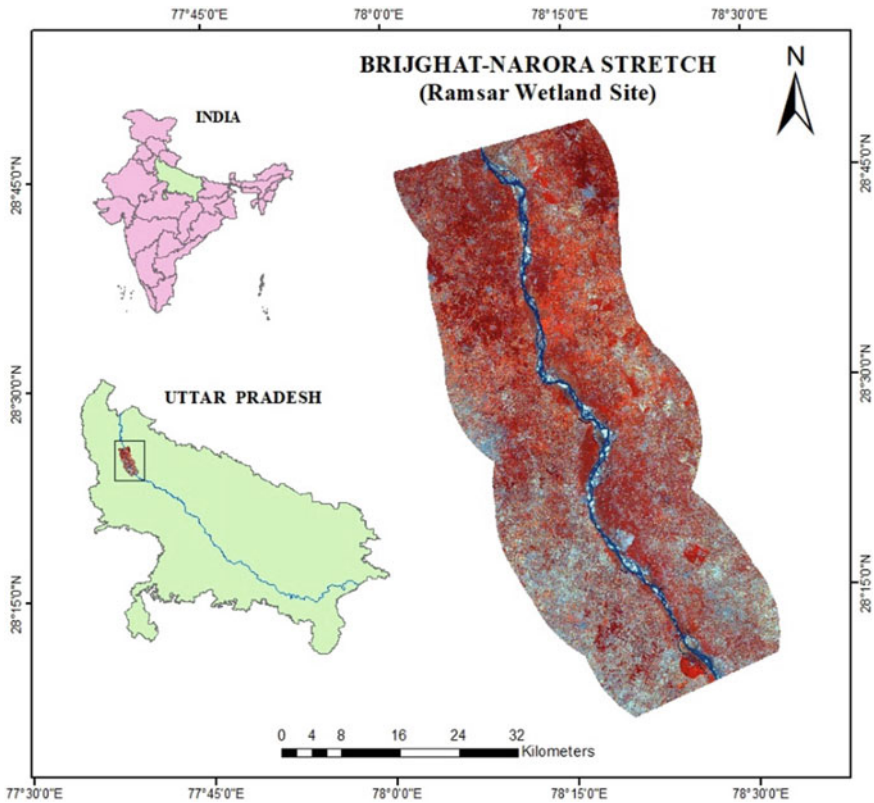 77°45'0"E 78°0'0"E 78°15'0"E 78°30'0"E
BRIJGHAT-NARORA STRETCH
(Ramsar Wetland Site)
N
INDIA
28°45'0"N
28°45'0"N
28°30'0"N
28°30'0"N
UTTAR PRADESH
28°15'0"N
28°15'0"N
0 4 8 16 24 32
Kilometers
77°30'0"E 77°45'0"E 78°0'0"E 78°15'0"E 78°30'0"E